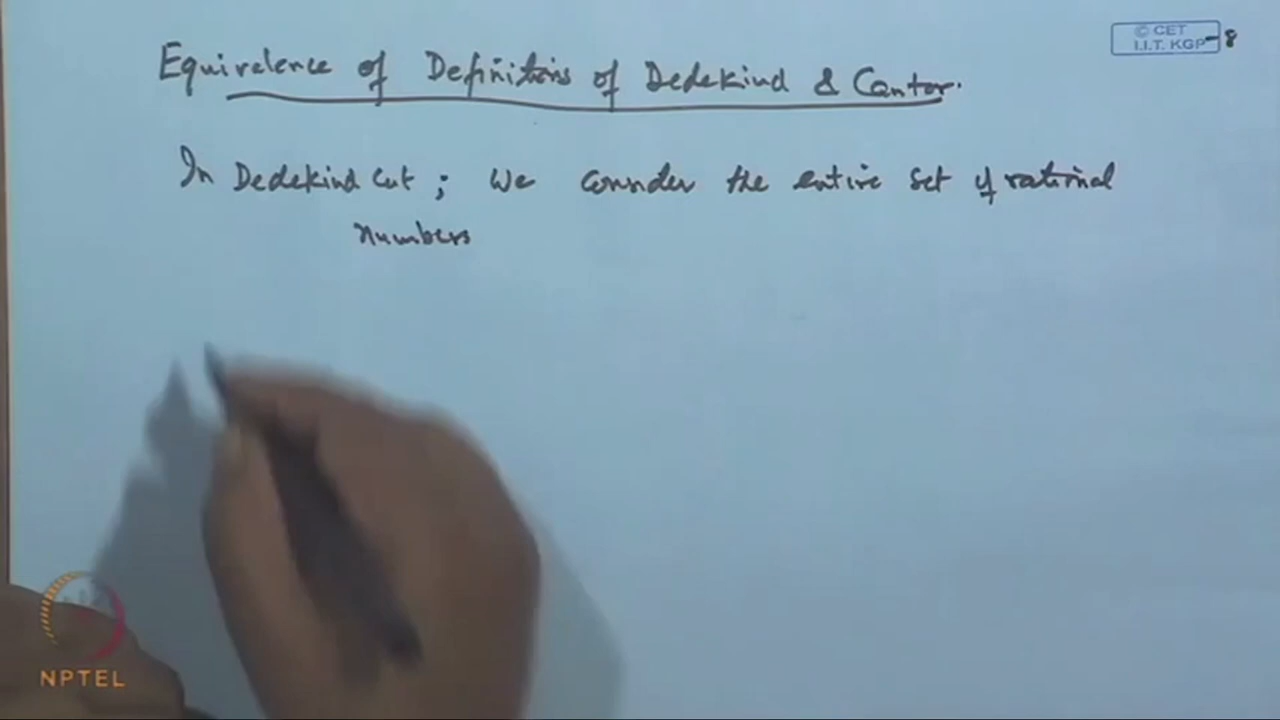 © CET
I.I.T. KGP -8
Equivalence of Definitions of Dedekind & Cantor.
In Dedekind Cut ; We Consider the entire set of rational
numbers
NPTEL